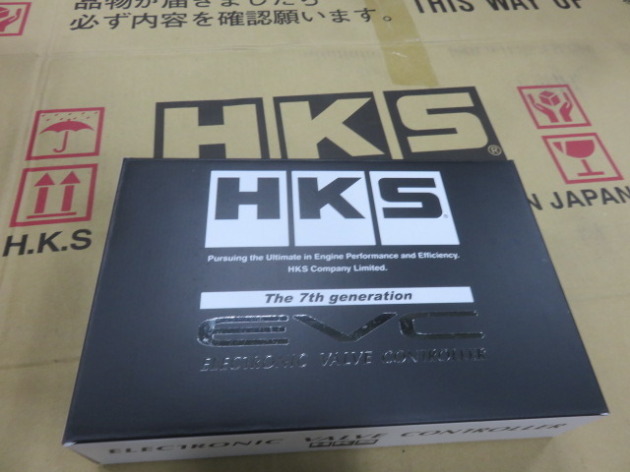 品物が届きましたら
必ず内容を確認願います。
THIS WAY UP
HKS®
H.K.S
N JAPAN
HKS®
Pursuing the Ultimate in Engine Performance and Efficiency.
HKS Company Limited.
The 7th generation
EVC
ELECTRONIC VALVE CONTROLLER
ELECTRONIC VALVE CONTROLLER
HKS